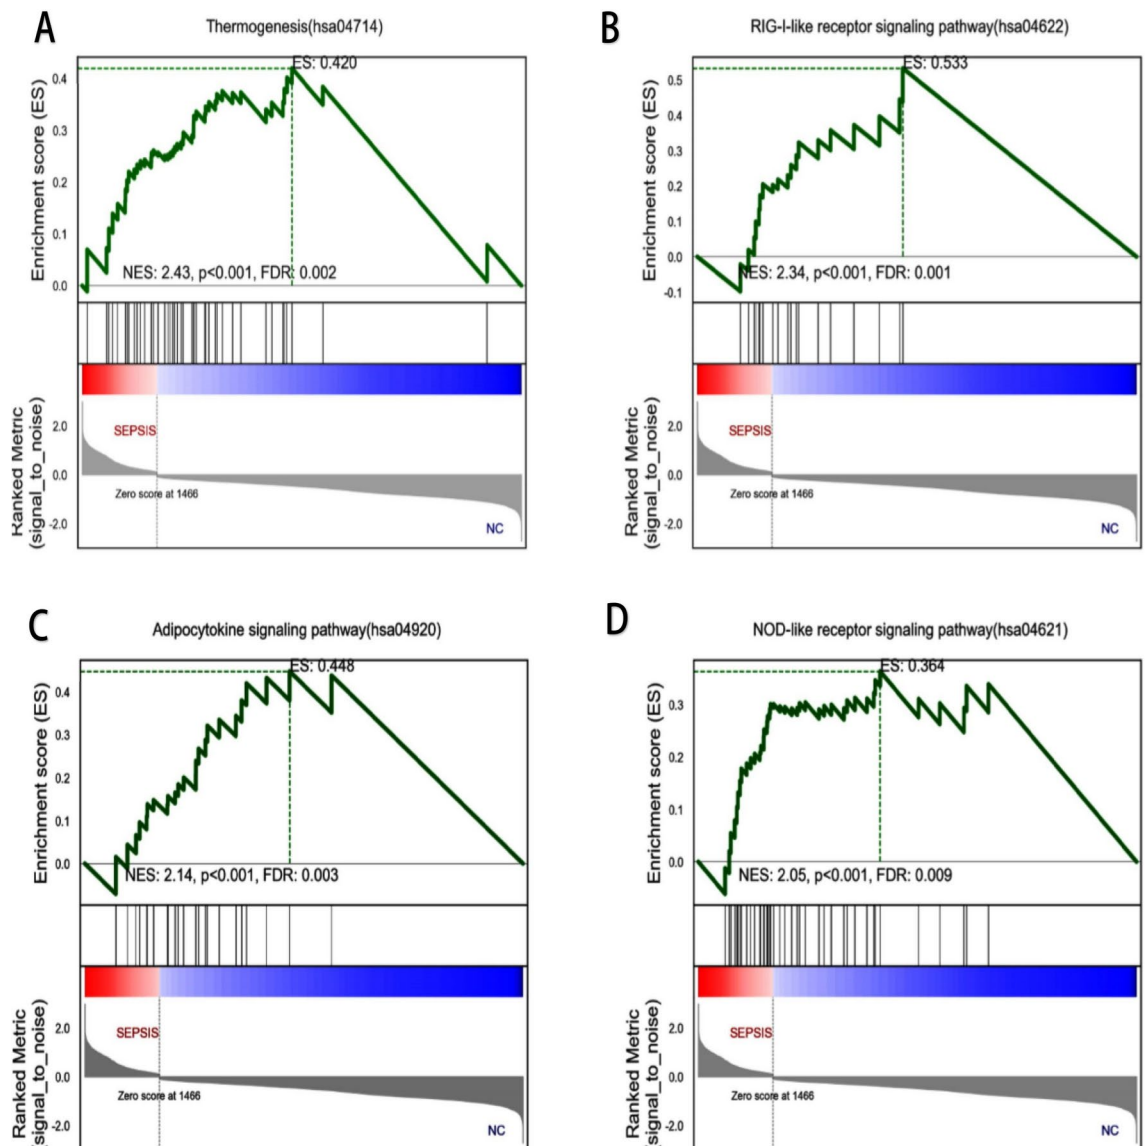 A
Thermogenesis(hsa04714)
Enrichment score (ES)
0.4
0.3
0.2
0.1
0.0
ES: 0.420
NES: 2.43, p<0.001, FDR: 0.002
Ranked Metric
(signal_to_noise)
2.0
0.0
-2.0
SEPSIS
Zero score at 1466
NC
B
RIG-I-like receptor signaling pathway(hsa04622)
Enrichment score (ES)
0.5
0.4
0.3
0.2
0.1
0.0
-0.1
ES: 0.533
NES: 2.34, p<0.001, FDR: 0.001
Ranked Metric
(signal_to_noise)
2.0
0.0
-2.0
SEPSIS
Zero score at 1466
NC
C
Adipocytokine signaling pathway(hsa04920)
Enrichment score (ES)
0.4
0.3
0.2
0.1
0.0
ES: 0.448
NES: 2.14, p<0.001, FDR: 0.003
Ranked Metric
(signal_to_noise)
2.0
0.0
-2.0
SEPSIS
Zero score at 1466
NC
D
NOD-like receptor signaling pathway(hsa04621)
Enrichment score (ES)
0.3
0.2
0.1
0.0
ES: 0.364
NES: 2.05, p<0.001, FDR: 0.009
Ranked Metric
(signal_to_noise)
2.0
0.0
-2.0
SEPSIS
Zero score at 1466
NC